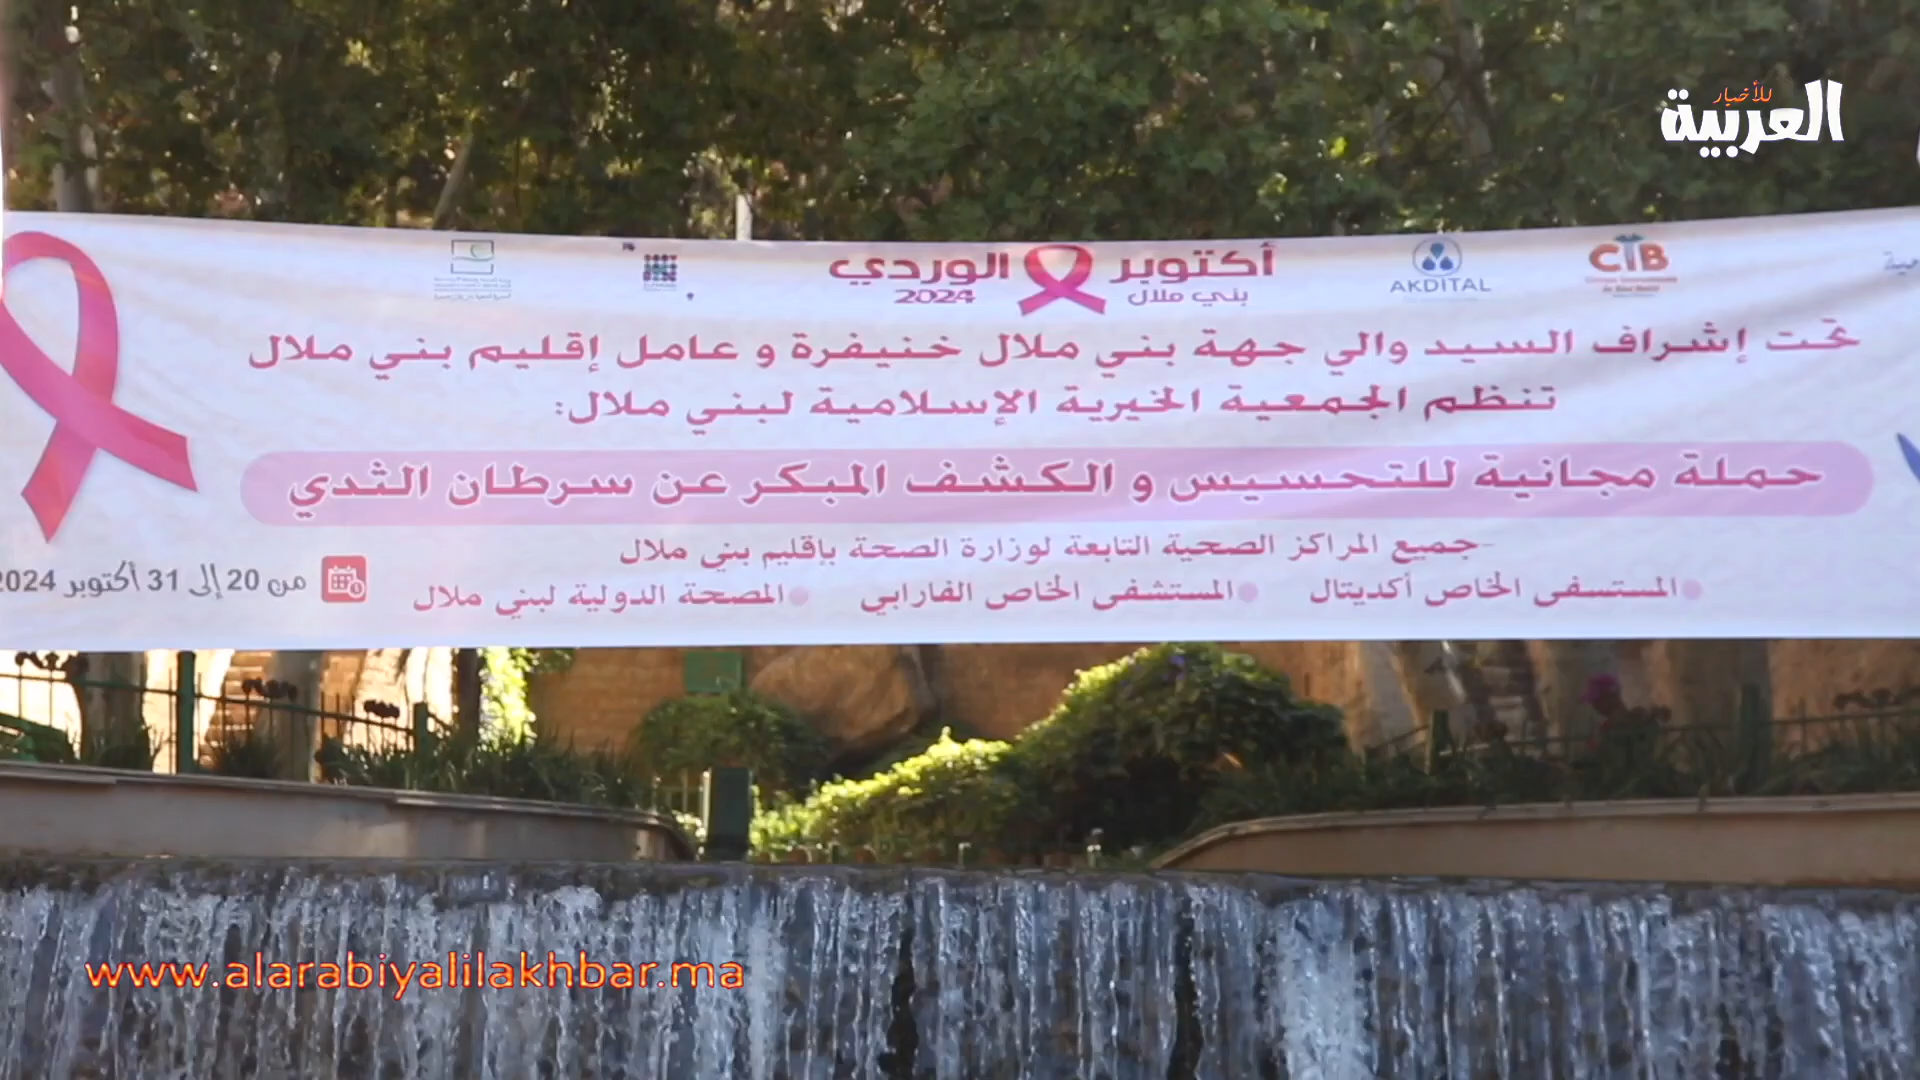 العربية
للأخبار
أكتوبر الوردي
بني ملال 2024
AKDITAL
CTB
تحت إشراف السيد والي جهة بني ملال خنيفرة و عامل إقليم بني ملال
تنظم الجمعية الخيرية الإسلامية لبني ملال:
حملة مجانية للتحسيس و الكشف المبكر عن سرطان الثدي
-جميع المراكز الصحية التابعة لوزارة الصحة بإقليم بني ملال
المستسفى الخاص أكديتال المستشفى الخاص الفارابي المصحة الدولية لبني ملال
من 20 إلى 31 أكتوبر 2024
www.alarabiyalilakhbar.ma